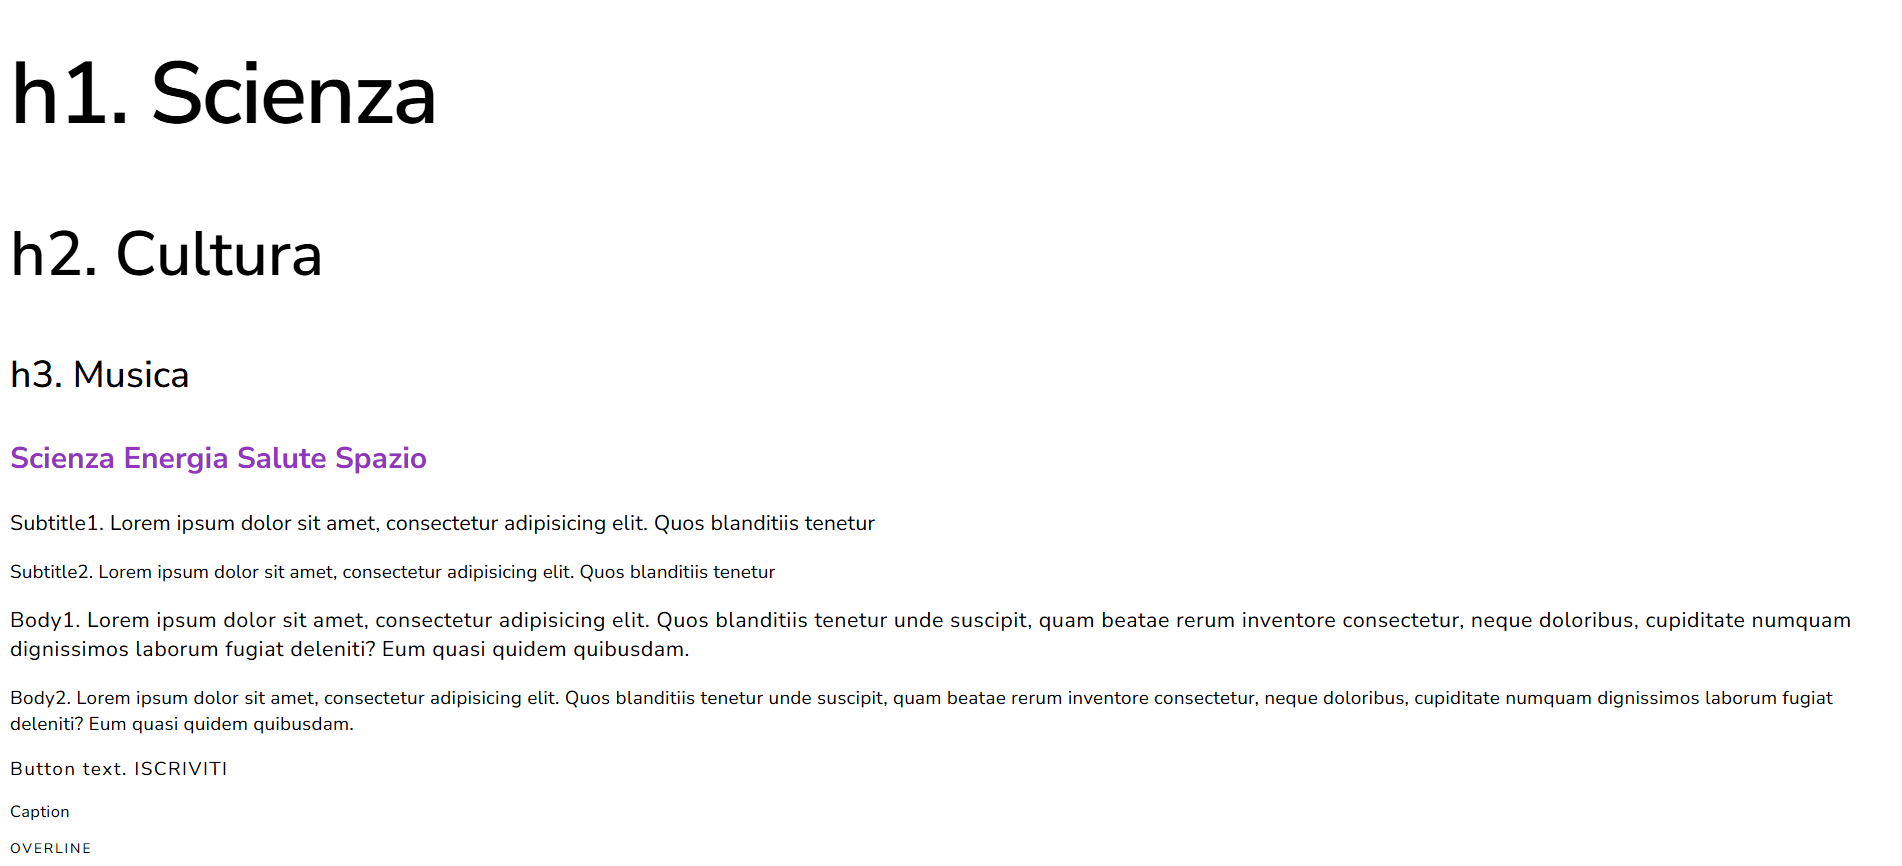 h1. Scienza
h2. Cultura
h3. Musica
Scienza Energia Salute Spazio
Subtitle1. Lorem ipsum dolor sit amet, consectetur adipisicing elit. Quos blanditiis tenetur
Subtitle2. Lorem ipsum dolor sit amet, consectetur adipisicing elit. Quos blanditiis tenetur
Body1. Lorem ipsum dolor sit amet, consectetur adipisicing elit. Quos blanditiis tenetur unde suscipit, quam beatae rerum inventore consectetur, neque doloribus, cupiditate numquam
dignissimos laborum fugiat deleniti? Eum quasi quidem quibusdam.
Body2. Lorem ipsum dolor sit amet, consectetur adipisicing elit. Quos blanditiis tenetur unde suscipit, quam beatae rerum inventore consectetur, neque doloribus, cupiditate numquam dignissimos laborum fugiat
deleniti? Eum quasi quidem quibusdam.
Button text. ISCRIVITI
Caption
OVERLINE